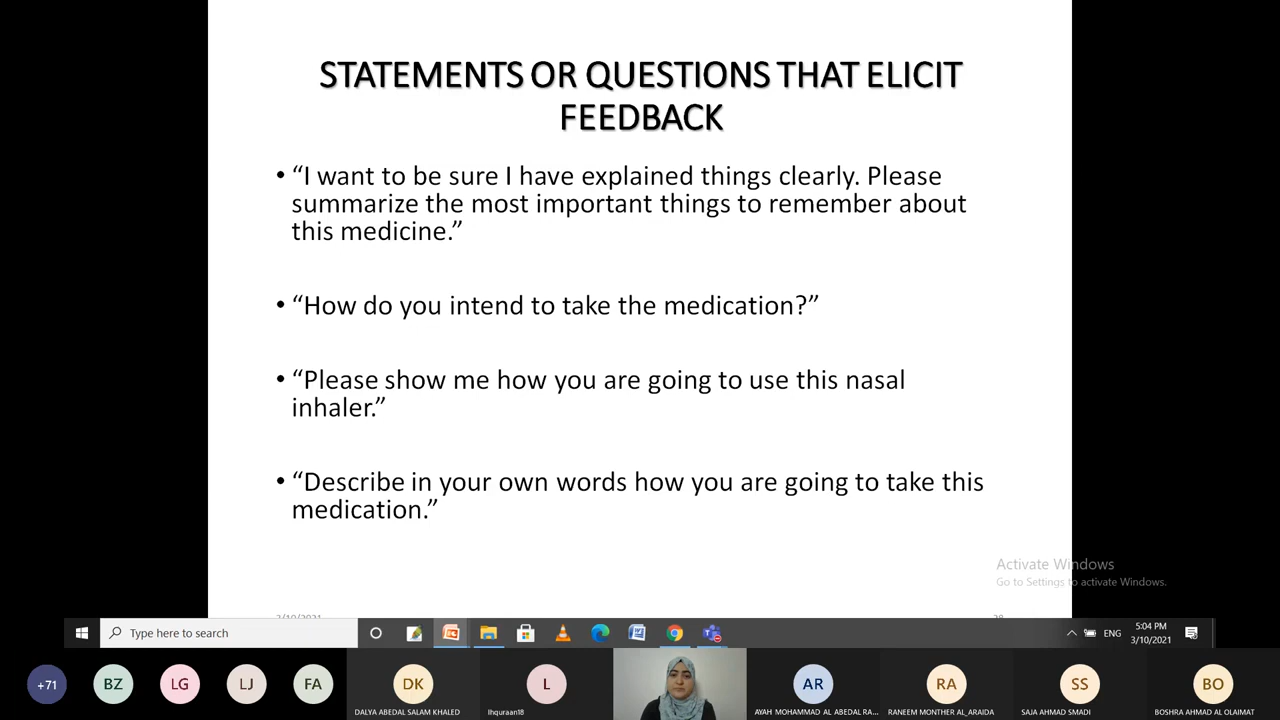 STATEMENTS OR QUESTIONS THAT ELICIT
FEEDBACK
• “I want to be sure I have explained things clearly. Please
summarize the most important things to remember about
this medicine.”
• “How do you intend to take the medication?”
• “Please show me how you are going to use this nasal
inhaler.”
• “Describe in your own words how you are going to take this
medication.”
Activate Windows
Go to Settings to activate Windows.
3/10/2021
28
Type here to search
ENG
5:04 PM
3/10/2021
+71
BZ
LG
LJ
FA
DK
L
AR
RA
SS
BO
DALYA ABEDAL SALAM KHALED
lhquraan18
AYAH MOHAMMAD AL ABEDAL RA...
RANEEM MONTHER AL_ARAIDA
SAJA AHMAD SMADI
BOSHRA AHMAD AL OLAIMAT